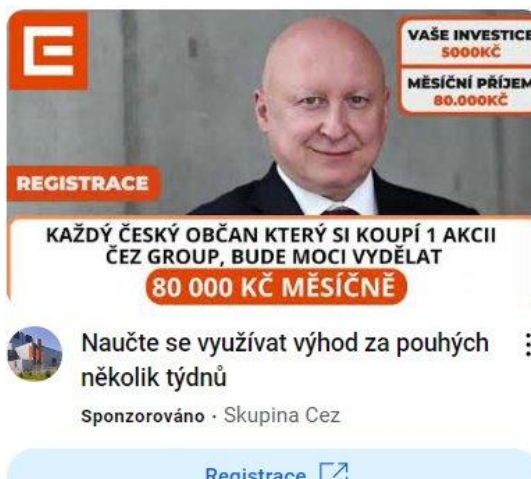 VAŠE INVESTICE
5000KČ
MĚSÍČNÍ PŘÍJEM
80.000KČ
REGISTRACE
KAŽDÝ ČESKÝ OBČAN KTERÝ SI KOUPÍ 1 AKCII
ČEZ GROUP, BUDE MOCI VYDĚLAT
80 000 KČ MĚSÍČNĚ
Naučte se využívat výhod za pouhých
několik týdnů
Sponzorováno · Skupina Cez
Registrace